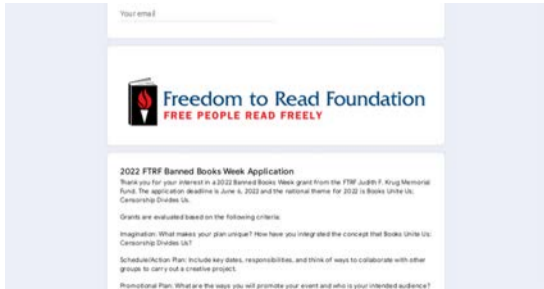 Your email
Freedom to Read Foundation
FREE PEOPLE READ FREELY
2022 FTRF Banned Books Week Application
Thank you for your interest in a 2022 Banned Books Week grant from the FTRF Judith F. Krug Memorial
Fund. The application deadline is June 6, 2022 and the national theme for 2022 is Books Unite Us;
Censorship Divides Us.
Grants are evaluated based on the following criteria:
Imagination: What makes your plan unique? How have you integrated the concept that Books Unite Us:
Censorship Divides Us?
Schedule/Action Plan: Include key dates, responsibilities, and think of ways to collaborate with other
groups to carry out a creative project.
Promotional Plan: What are the ways you will promote your event and who is your intended audience?